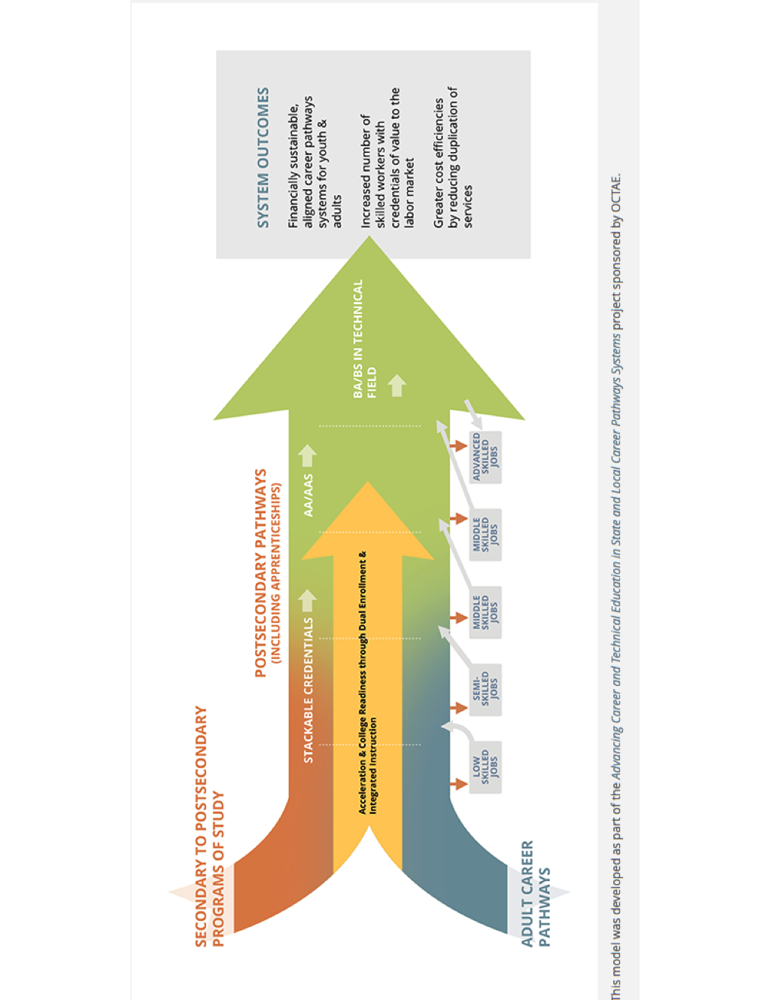 SECONDARY TO POSTSECONDARY
PROGRAMS OF STUDY
POSTSECONDARY PATHWAYS
(INCLUDING APPRENTICESHIPS)
STACKABLE CREDENTIALS
AA/AAS
BA/BS IN TECHNICAL
FIELD
Acceleration & College Readiness through Dual Enrollment &
Integrated Instruction
LOW
SKILLED
JOBS
SEMI-
SKILLED
JOBS
MIDDLE
SKILLED
JOBS
MIDDLE
SKILLED
JOBS
ADVANCED
SKILLED
JOBS
ADULT CAREER
PATHWAYS
SYSTEM OUTCOMES
Financially sustainable,
aligned career pathways
systems for youth &
adults
Increased number of
skilled workers with
credentials of value to the
labor market
Greater cost efficiencies
by reducing duplication of
services
This model was developed as part of the Advancing Career and Technical Education in State and Local Career Pathways Systems project sponsored by OCTAE.